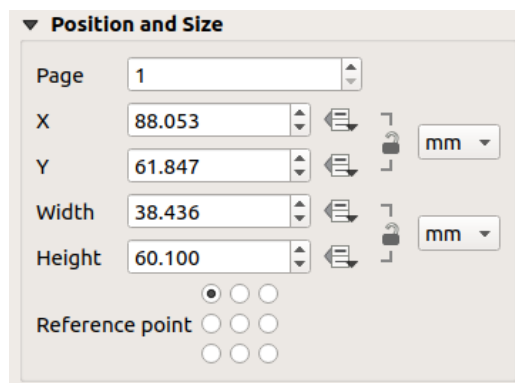 Position and Size
Page 1
X 88.053
mm
Y 61.847
Width 38.436
mm
Height 60.100
Reference point